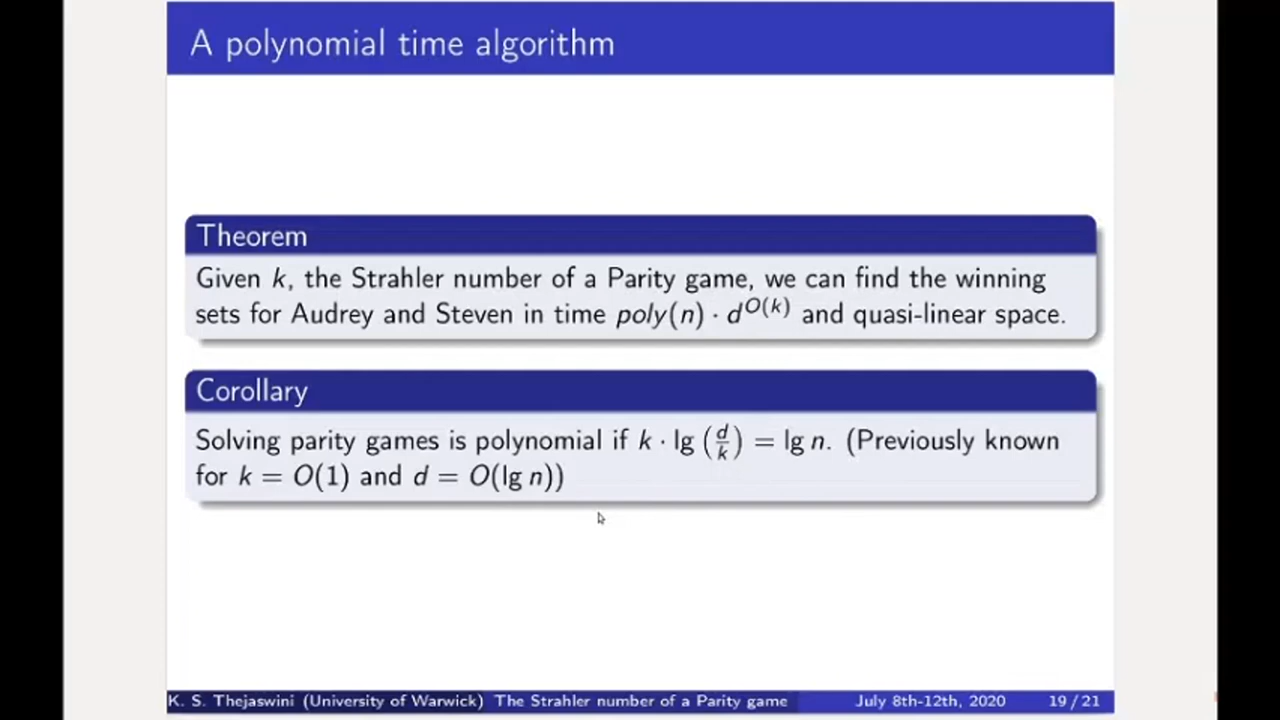 A polynomial time algorithm
Theorem
Given k, the Strahler number of a Parity game, we can find the winning
sets for Audrey and Steven in time poly(n) · d^{O(k)} and quasi-linear space.
Corollary
Solving parity games is polynomial if k · lg (d/k) = lg n. (Previously known
for k = O(1) and d = O(lg n))
K. S. Thejaswini (University of Warwick) The Strahler number of a Parity game July 8th-12th, 2020 19 / 21